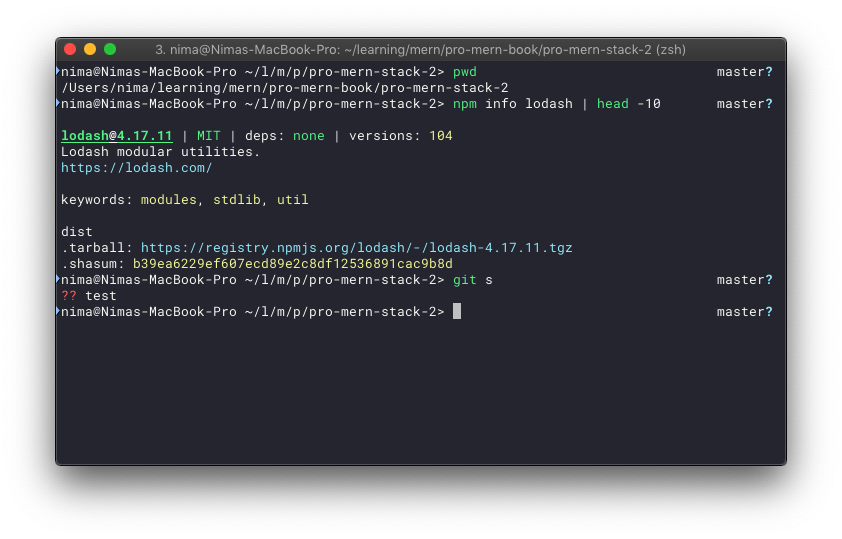 3. nima@Nimas-MacBook-Pro: ~/learning/mern/pro-mern-book/pro-mern-stack-2 (zsh)
nima@Nimas-MacBook-Pro ~/l/m/p/pro-mern-stack-2> pwd master?
/Users/nima/learning/mern/pro-mern-book/pro-mern-stack-2
nima@Nimas-MacBook-Pro ~/l/m/p/pro-mern-stack-2> npm info lodash | head -10 master?
lodash@4.17.11 | MIT | deps: none | versions: 104
Lodash modular utilities.
https://lodash.com/
keywords: modules, stdlib, util
dist
.tarball: https://registry.npmjs.org/lodash/-/lodash-4.17.11.tgz
.shasum: b39ea6229ef607ecd89e2c8df12536891cac9b8d
nima@Nimas-MacBook-Pro ~/l/m/p/pro-mern-stack-2> git s master?
?? test
nima@Nimas-MacBook-Pro ~/l/m/p/pro-mern-stack-2> master?